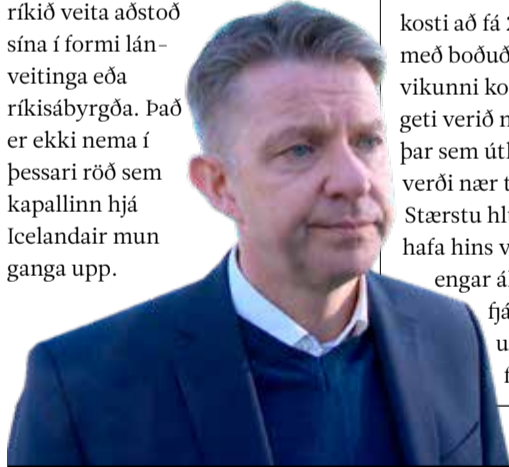 ríkið veita aðstoð
sína í formi lán-
veitinga eða
ríkisábyrgða. Það
er ekki nema í
þessari röð sem
kapallinn hjá
Icelandair mun
ganga upp.
kosti að fá
með boðuð
vikunni ko
geti verið
þar sem útl
verði nær
Stærstu hl
hafa hins v
engar ál
fjá
u
f